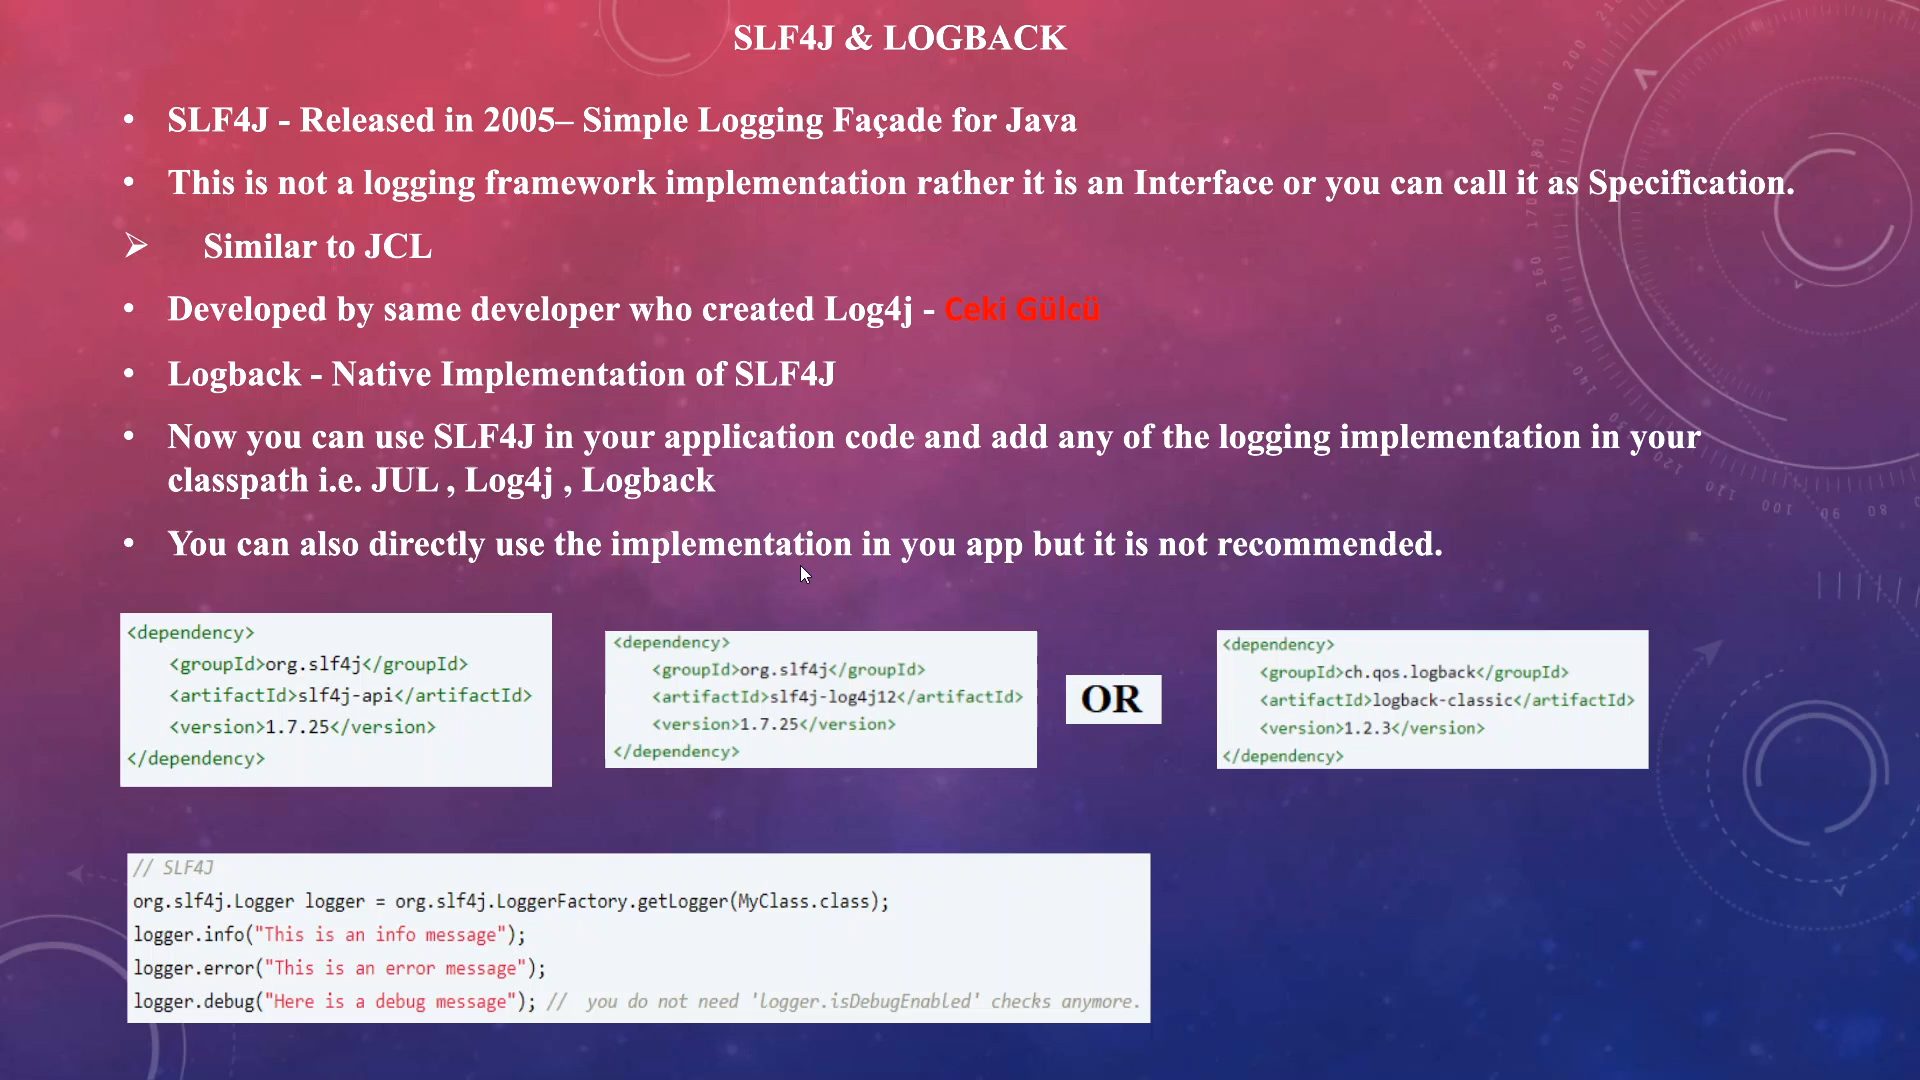 SLF4J & LOGBACK
• SLF4J - Released in 2005– Simple Logging Façade for Java
• This is not a logging framework implementation rather it is an Interface or you can call it as Specification.
➢ Similar to JCL
• Developed by same developer who created Log4j - Ceki Gülcü
• Logback - Native Implementation of SLF4J
• Now you can use SLF4J in your application code and add any of the logging implementation in your
classpath i.e. JUL , Log4j , Logback
• You can also directly use the implementation in you app but it is not recommended.
<dependency>
<groupId>org.slf4j</groupId>
<artifactId>slf4j-api</artifactId>
<version>1.7.25</version>
</dependency>
<dependency>
<groupId>org.slf4j</groupId>
<artifactId>slf4j-log4j12</artifactId>
<version>1.7.25</version>
</dependency>
OR
<dependency>
<groupId>ch.qos.logback</groupId>
<artifactId>logback-classic</artifactId>
<version>1.2.3</version>
</dependency>
// SLF4J
org.slf4j.Logger logger = org.slf4j.LoggerFactory.getLogger(MyClass.class);
logger.info("This is an info message");
logger.error("This is an error message");
logger.debug("Here is a debug message"); // you do not need 'logger.isDebugEnabled' checks anymore.